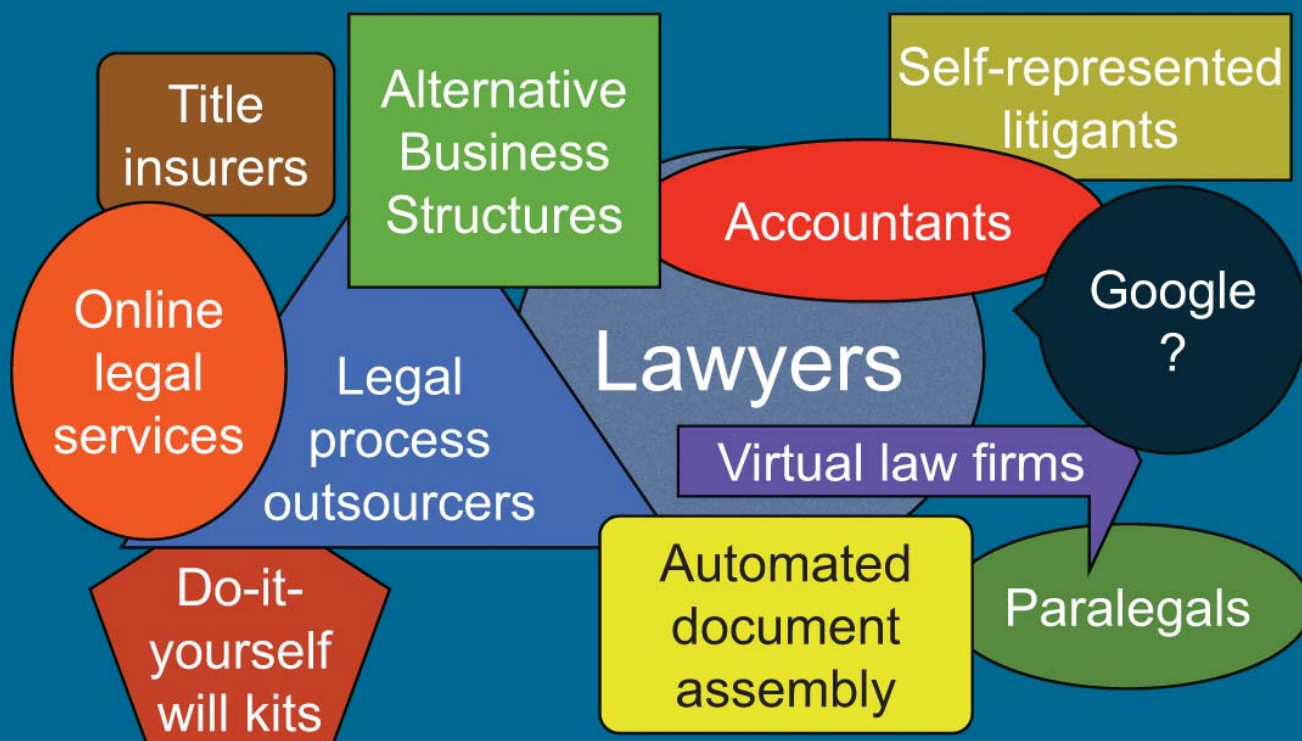 Title
insurers
Alternative
Business
Structures
Self-represented
litigants
Accountants
Google
?
Online
legal
services
Legal
process
outsourcers
Lawyers
Virtual law firms
Do-it-
yourself
will kits
Automated
document
assembly
Paralegals